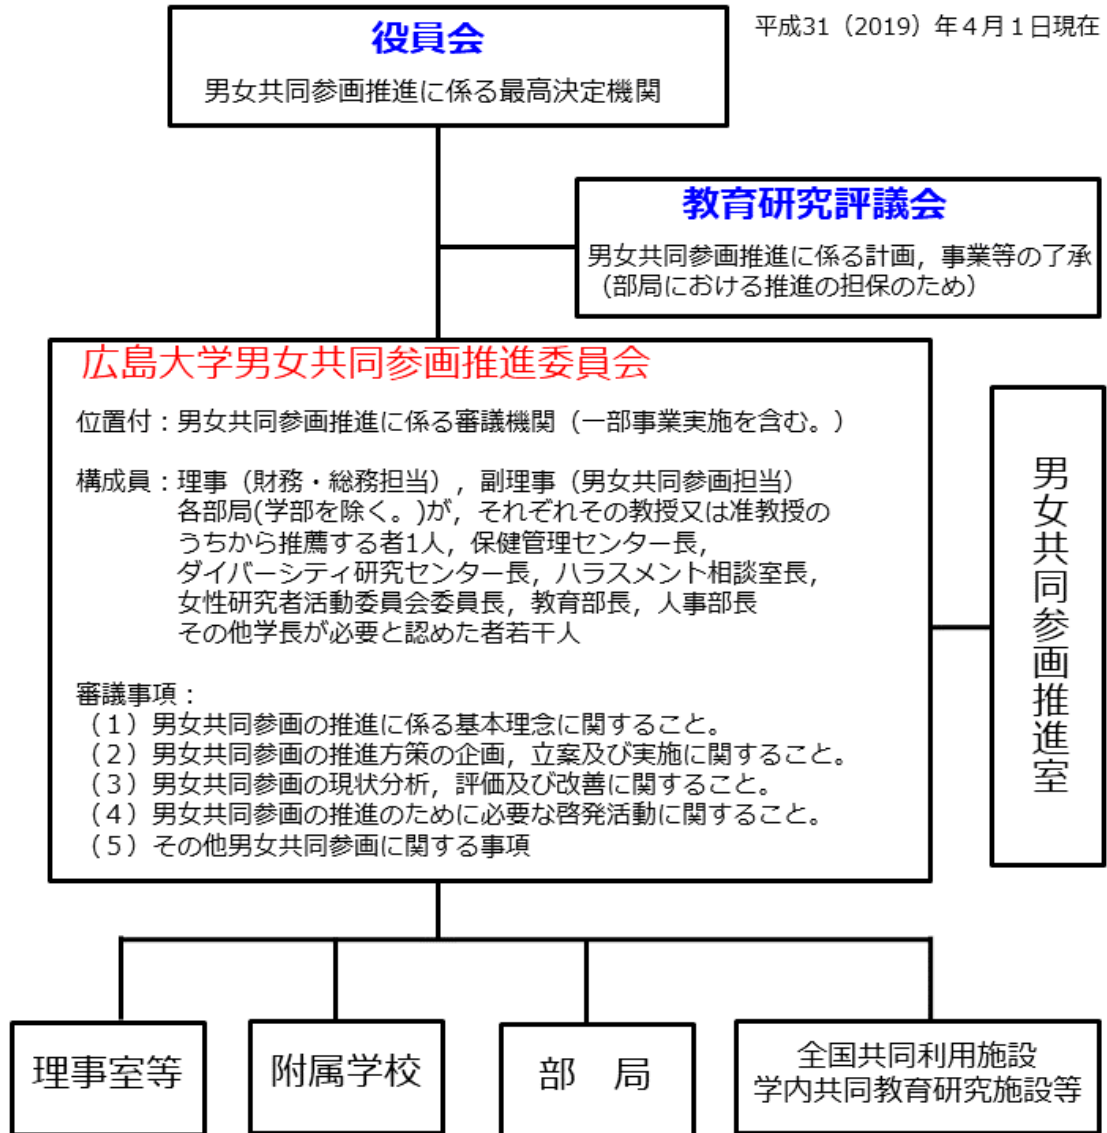 平成31（2019）年４月１日現在
役員会
男女共同参画推進に係る最高決定機関
教育研究評議会
男女共同参画推進に係る計画，事業等の了承
（部局における推進の担保のため）
広島大学男女共同参画推進委員会
位置付：男女共同参画推進に係る審議機関（一部事業実施を含む。）
構成員：理事（財務・総務担当），副理事（男女共同参画担当）
各部局(学部を除く。)が，それぞれその教授又は准教授の
うちから推薦する者1人，保健管理センター長，
ダイバーシティ研究センター長，ハラスメント相談室長，
女性研究者活動委員会委員長，教育部長，人事部長
その他学長が必要と認めた者若干人
審議事項：
（１）男女共同参画の推進に係る基本理念に関すること。
（２）男女共同参画の推進方策の企画，立案及び実施に関すること。
（３）男女共同参画の現状分析，評価及び改善に関すること。
（４）男女共同参画の推進のために必要な啓発活動に関すること。
（５）その他男女共同参画に関する事項
男女共同参画推進室
理事室等
附属学校
部　局
全国共同利用施設
学内共同教育研究施設等